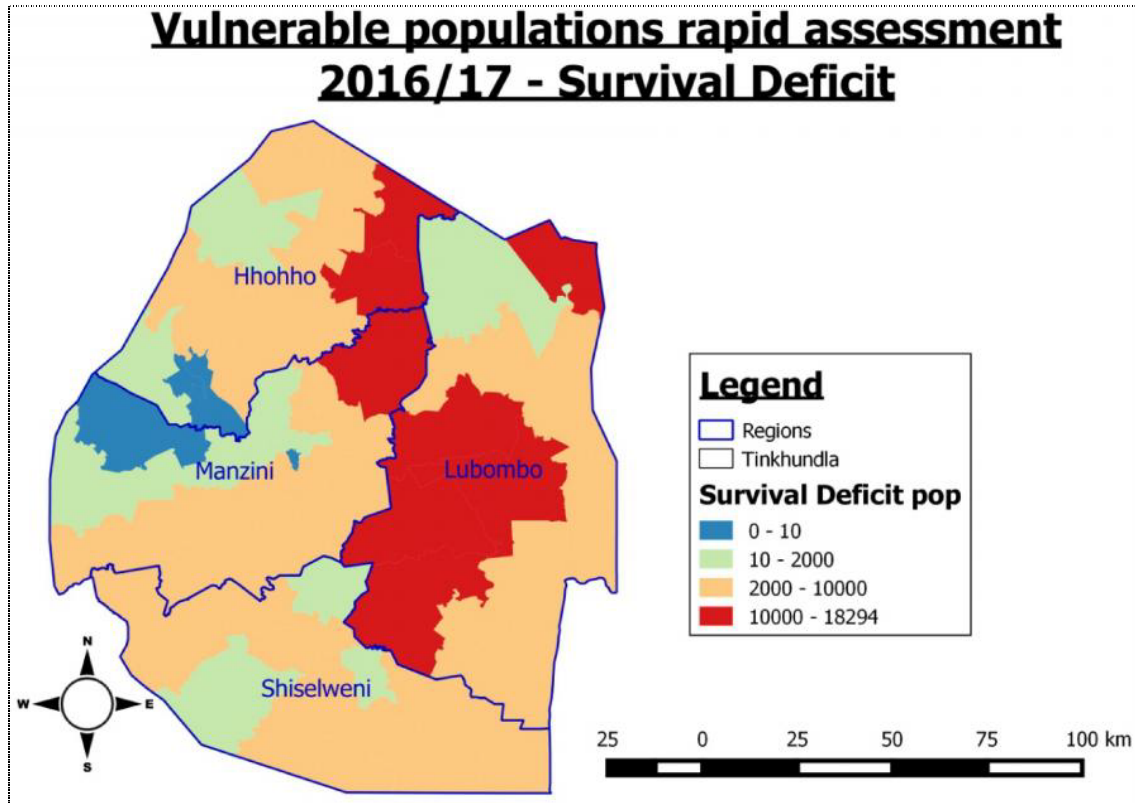 Vulnerable populations rapid assessment
2016/17 - Survival Deficit
Hhohho
Manzini
Lubombo
Shiselweni
Legend
Regions
Tinkhundla
Survival Deficit pop
0 - 10
10 - 2000
2000 - 10000
10000 - 18294
N
W E
S
25 0 25 50 75 100 km